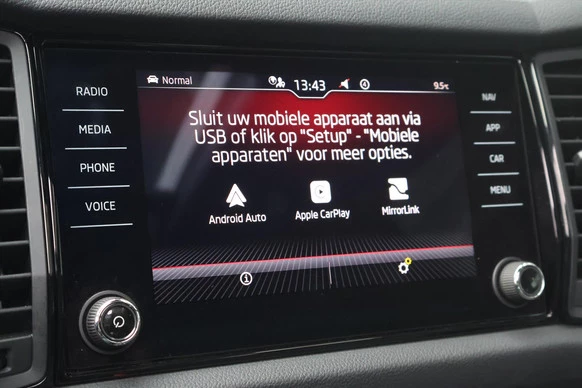 Normal
13:43
4
9.5°C
RADIO
MEDIA
PHONE
VOICE
Sluit uw mobiele apparaat aan via
USB of klik op "Setup" - "Mobiele
apparaten" voor meer opties.
Android Auto
Apple CarPlay
MirrorLink
NAV
APP
CAR
MENU